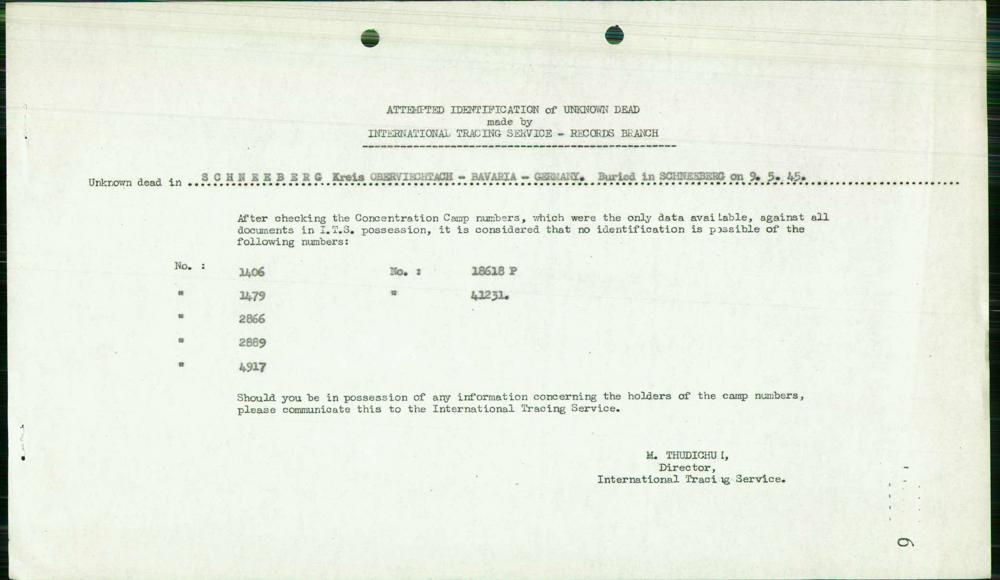 ATTEMPTED IDENTIFICATION of UNKNOWN DEAD
made by
INTERNATIONAL TRACING SERVICE - RECORDS BRANCH
Unknown dead in ..S C H N E E B E R G Kreis OBERVIECHTACH - BAVARIA - GERMANY. Buried in SCHNEEBERG on 9. 5. 45.
After checking the Concentration Camp numbers, which were the only data available, against all
documents in I.T.S. possession, it is considered that no identification is possible of the
following numbers:
No. : 1406 No. : 18618 P
" 1479 " 41231.
" 2866
" 2889
" 4917
Should you be in possession of any information concerning the holders of the camp numbers,
please communicate this to the International Tracing Service.
M. THUDICHUM,
Director,
International Tracing Service.
9